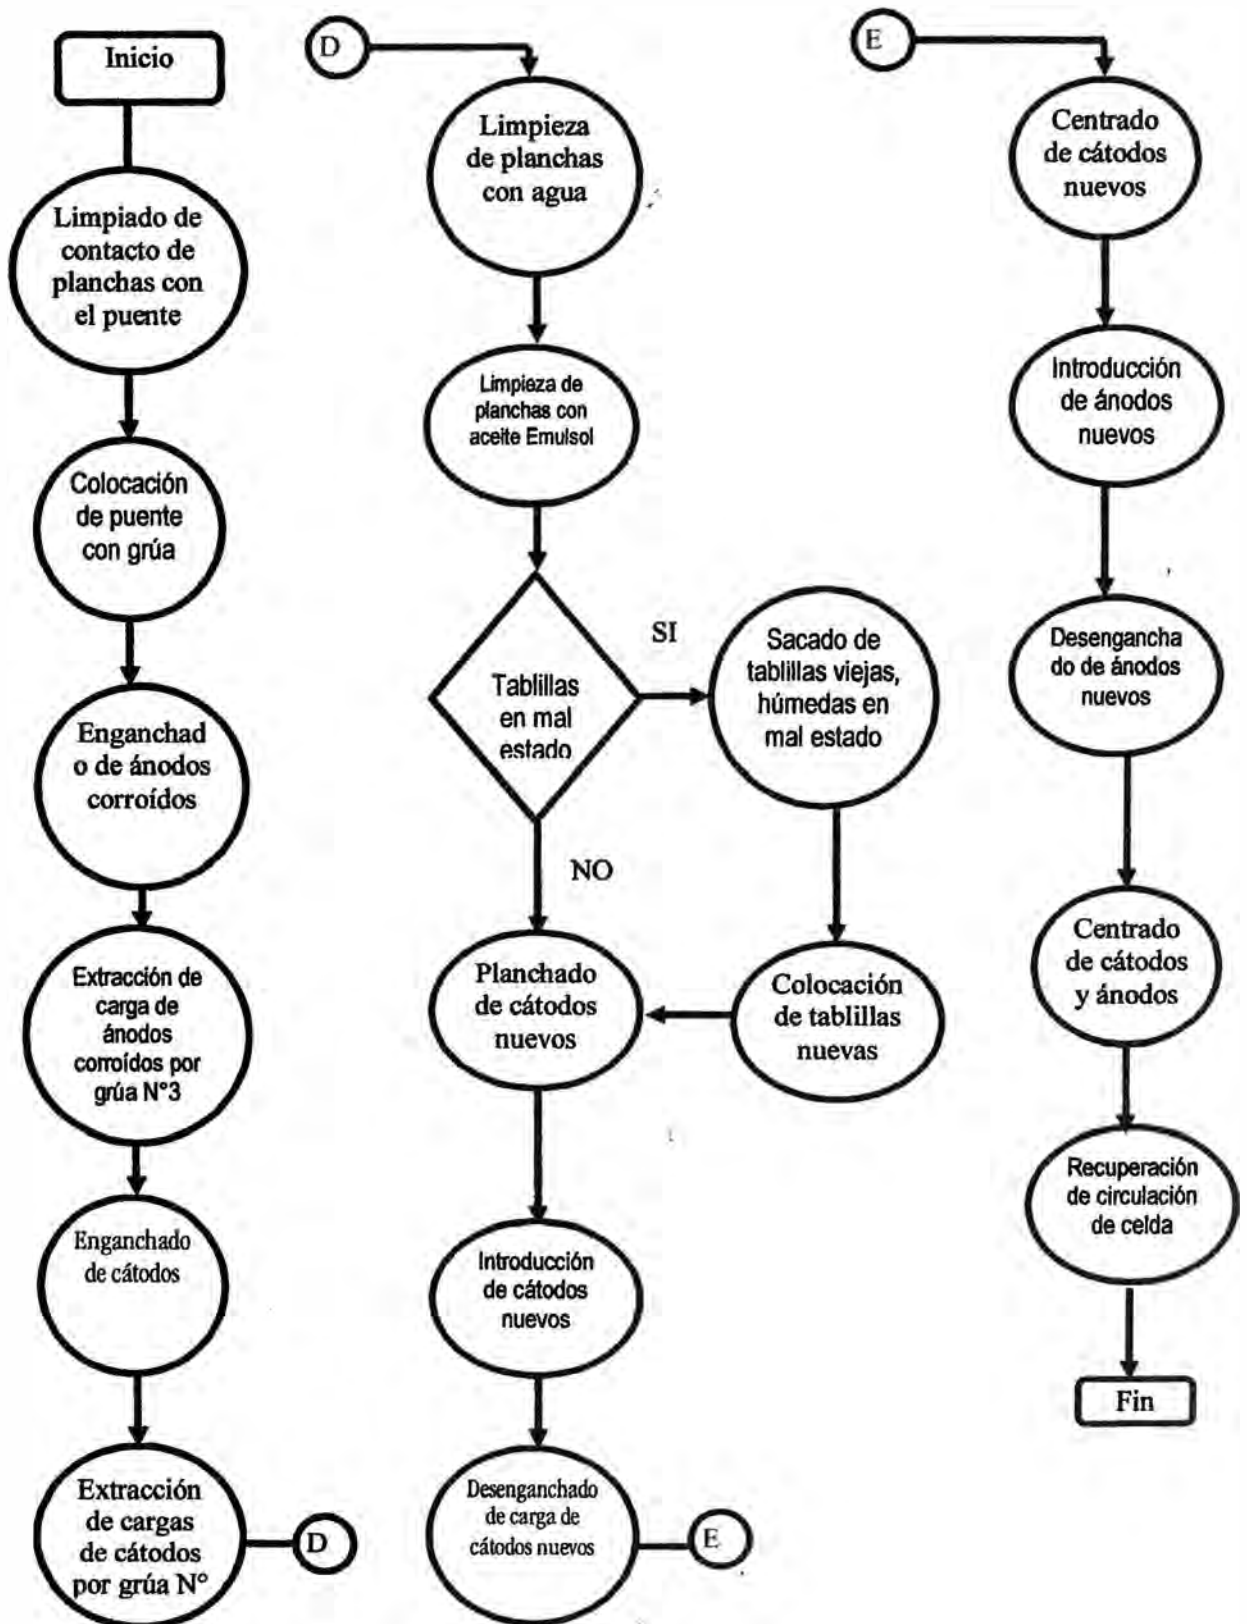 Inicio
Limpiado de
contacto de
planchas con
el puente
Colocación
de puente
con grúa
Enganchad
o de ánodos
corroídos
Extracción de
carga de
ánodos
corroídos por
grúa N°3
Enganchado
de cátodos
Extracción
de cargas
de cátodos
por grúa N°
D
D
Limpieza
de planchas
con agua
Limpieza de
planchas con
aceite Emulsol
Tablillas
en mal
estado
SI
Sacado de
tablillas viejas,
húmedas en
mal estado
NO
Colocación
de tablillas
nuevas
Planchado
de cátodos
nuevos
Introducción
de cátodos
nuevos
Desenganchado
de carga de
cátodos nuevos
E
E
Centrado
de cátodos
nuevos
Introducción
de ánodos
nuevos
Desengancha
do de ánodos
nuevos
Centrado
de cátodos
y ánodos
Recuperación
de circulación
de celda
Fin